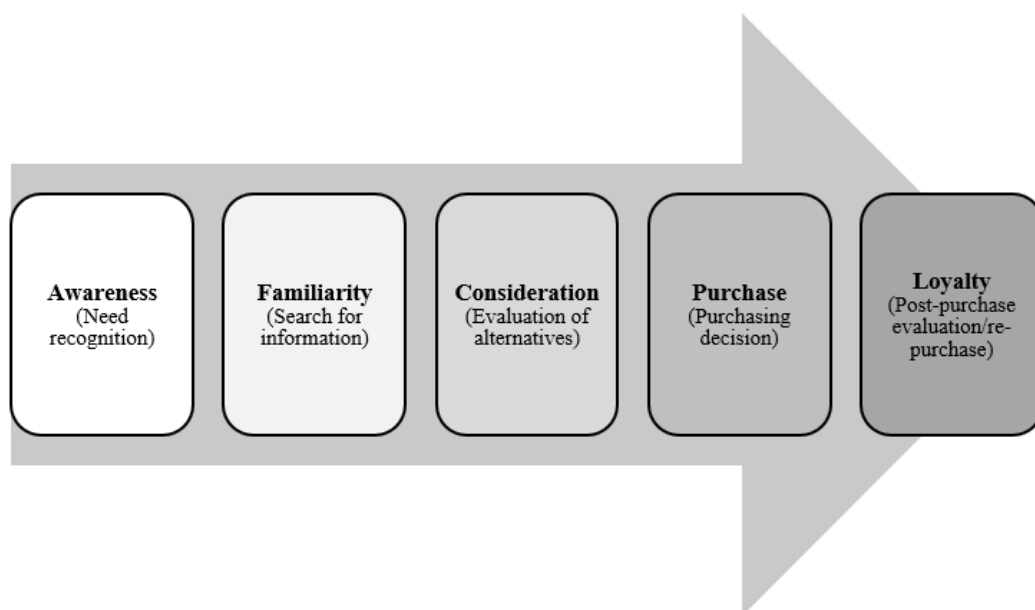 Awareness
(Need
recognition)
Familiarity
(Search for
information)
Consideration
(Evaluation of
alternatives)
Purchase
(Purchasing
decision)
Loyalty
(Post-purchase
evaluation/re-
purchase)